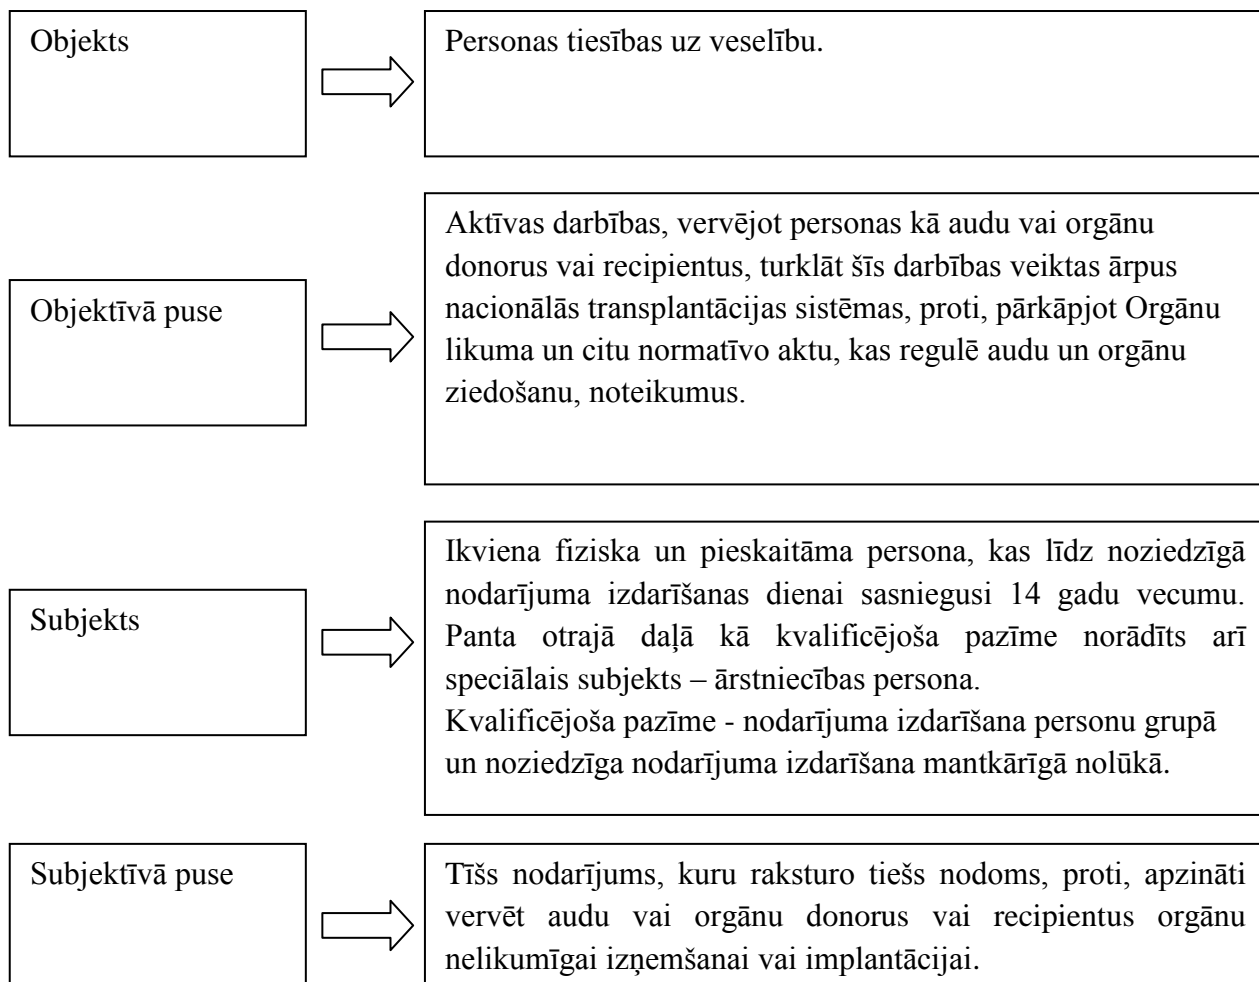 Objekts
Personas tiesības uz veselību.
Objektīvā puse
Aktīvas darbības, vervējot personas kā audu vai orgānu
donorus vai recipientus, turklāt šīs darbības veiktas ārpus
nacionālās transplantācijas sistēmas, proti, pārkāpjot Orgānu
likuma un citu normatīvo aktu, kas regulē audu un orgānu
ziedošanu, noteikumus.
Subjekts
Ikviena fiziska un pieskaitāma persona, kas līdz noziedzīgā
nodarījuma izdarīšanas dienai sasniegusi 14 gadu vecumu.
Panta otrajā daļā kā kvalificējoša pazīme norādīts arī
speciālais subjekts – ārstniecības persona.
Kvalificējoša pazīme - nodarījuma izdarīšana personu grupā
un noziedzīga nodarījuma izdarīšana mantkārīgā nolūkā.
Subjektīvā puse
Tīšs nodarījums, kuru raksturo tiešs nodoms, proti, apzināti
vervēt audu vai orgānu donorus vai recipientus orgānu
nelikumīgai izņemšanai vai implantācijai.